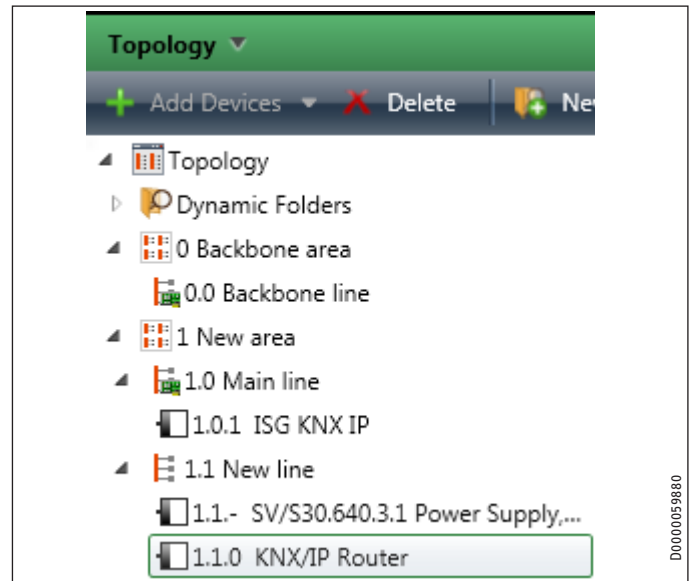 Topology
Add Devices Delete Ne
Topology
Dynamic Folders
0 Backbone area
0.0 Backbone line
1 New area
1.0 Main line
1.0.1 ISG KNX IP
1.1 New line
1.1.- SV/S30.640.3.1 Power Supply,...
1.1.0 KNX/IP Router
D0000059880